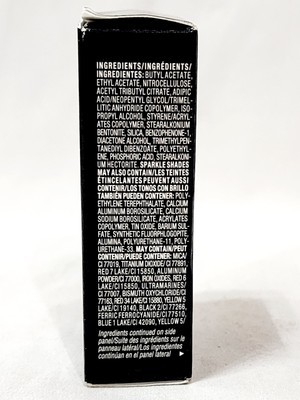 INGREDIENTS/INGRÉDIENTS/
INGREDIENTES: BUTYL ACETATE,
ETHYL ACETATE, NITROCELLULOSE,
ACETYL TRIBUTYL CITRATE, ADIPIC
ACID/NEOPENTYL GLYCOL/TRIMEL-
LITIC ANHYDRIDE COPOLYMER, ISO-
PROPYL ALCOHOL, STYRENE/ACRYL-
ATES COPOLYMER, STEARALKONIUM
BENTONITE, SILICA, BENZOPHENONE-1,
DIACETONE ALCOHOL, TRIMETHYLPEN-
TANEDIYL DIBENZOATE, POLYETHYL-
ENE, PHOSPHORIC ACID, STEARALKO-
NIUM HECTORITE. SPARKLE SHADES
MAY ALSO CONTAIN/LES TEINTES
ÉTINCELANTES PEUVENT AUSSI
CONTENIR/LOS TONOS CON BRILLO
TAMBIÉN PUEDEN CONTENER: POLY-
ETHYLENE TEREPHTHALATE, CALCIUM
ALUMINUM BOROSILICATE, CALCIUM
SODIUM BOROSILICATE, ACRYLATES
COPOLYMER, TIN OXIDE, BARIUM SUL-
FATE, SYNTHETIC FLUORPHLOGOPITE,
ALUMINA, POLYURETHANE-11, POLY-
URETHANE-33. MAY CONTAIN/PEUT
CONTENIR/PUEDE CONTENER: MICA/
CI 77019, TITANIUM DIOXIDE/CI 77891,
RED 7 LAKE/CI 15850, ALUMINUM
POWDER/CI 77000, IRON OXIDES, RED 6
LAKE/CI 15850, ULTRAMARINES/
CI 77007, BISMUTH OXYCHLORIDE/CI
77163, RED 34 LAKE/CI 15880, YELLOW 5
LAKE/CI 19140, BLACK 2/CI 77266,
FERRIC FERROCYANIDE/CI 77510,
BLUE 1 LAKE/CI 42090, YELLOW 5/
Ingredients continued on side
panel/Suite des ingrédients sur le
panneau latéral/Los ingredientes
continúan en el panel lateral